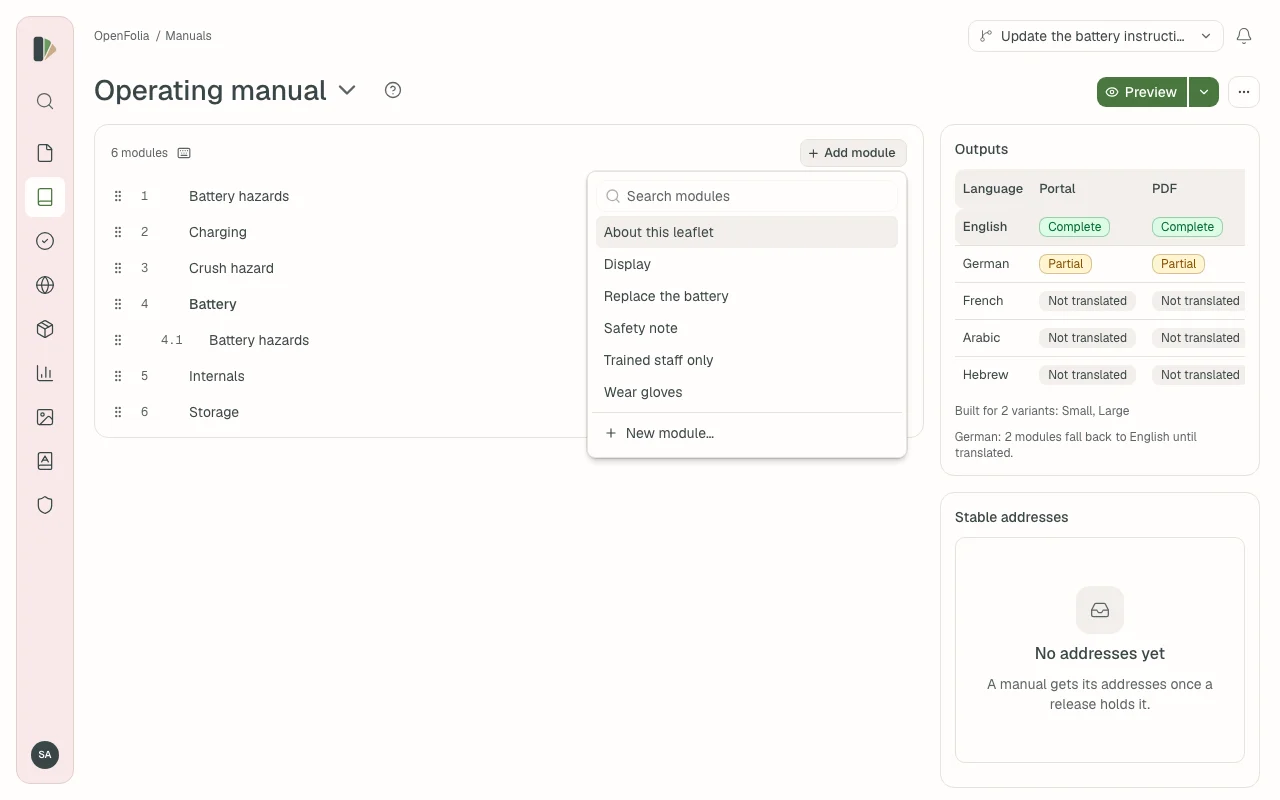 OpenFolia / Manuals
Update the battery instructi...
Operating manual
Preview
6 modules
Add module
1 Battery hazards
2 Charging
3 Crush hazard
4 Battery
4.1 Battery hazards
5 Internals
6 Storage
Search modules
About this leaflet
Display
Replace the battery
Safety note
Trained staff only
Wear gloves
New module...
Outputs
Language Portal PDF
English Complete Complete
German Partial Partial
French Not translated Not translated
Arabic Not translated Not translated
Hebrew Not translated Not translated
Built for 2 variants: Small, Large
German: 2 modules fall back to English until
translated.
Stable addresses
No addresses yet
A manual gets its addresses once a
release holds it.
SA